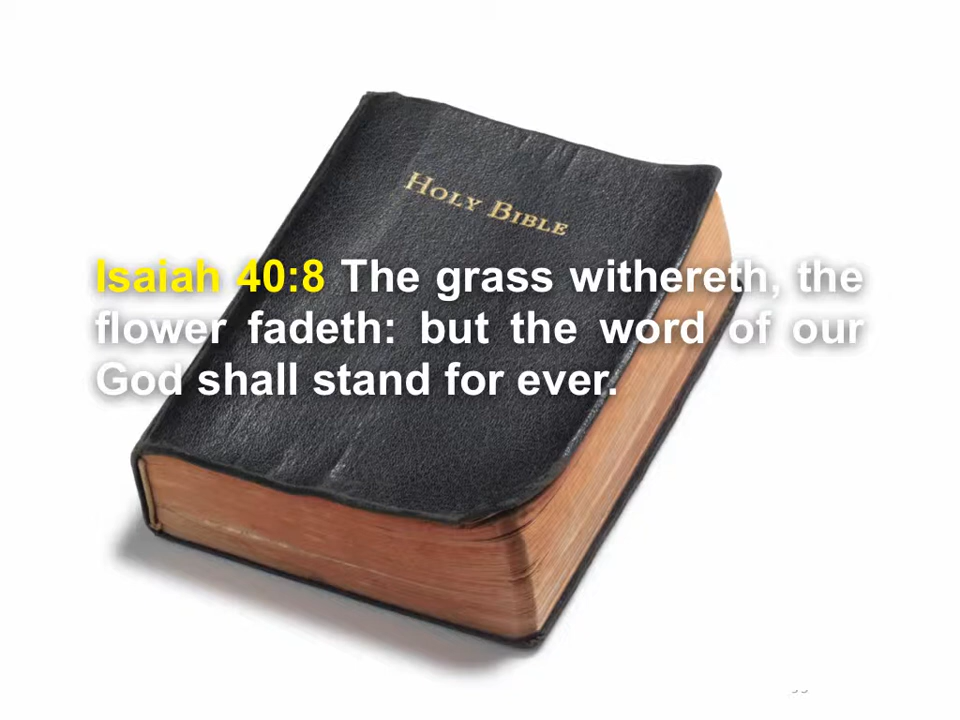 HOLY BIBLE
Isaiah 40:8 The grass withereth, the
flower fadeth: but the word of our
God shall stand for ever.